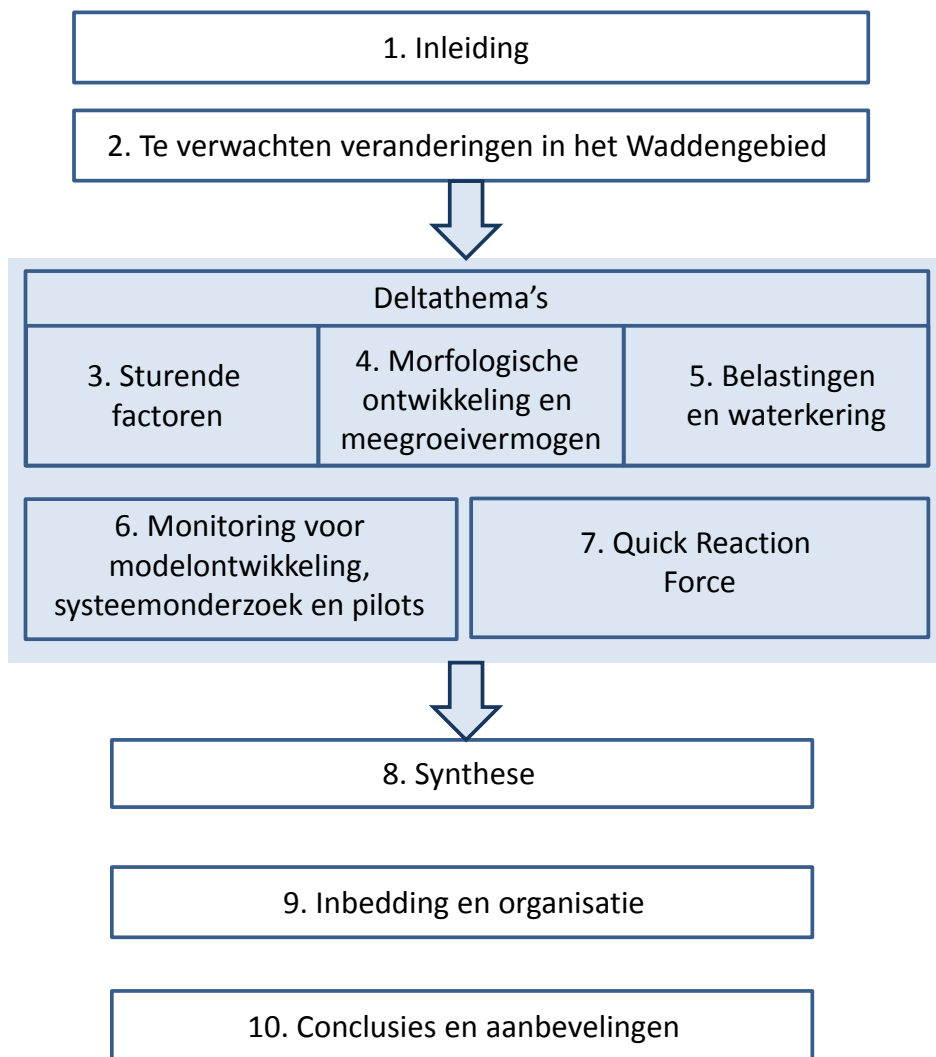 1. Inleiding
2. Te verwachten veranderingen in het Waddengebied
Deltathema's
3. Sturende
factoren
4. Morfologische
ontwikkeling en
meegroeivermogen
5. Belastingen
en waterkering
6. Monitoring voor
modelontwikkeling,
systeemonderzoek en pilots
7. Quick Reaction
Force
8. Synthese
9. Inbedding en organisatie
10. Conclusies en aanbevelingen